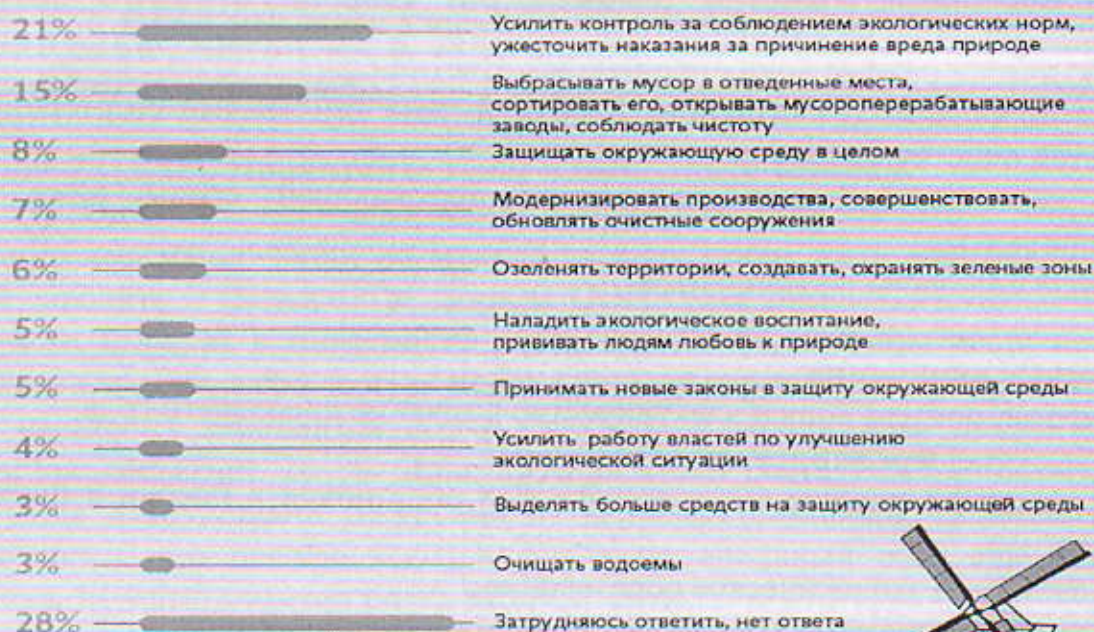 21% Усилить контроль за соблюдением экологических норм,
ужесточить наказания за причинение вреда природе
15% Выбрасывать мусор в отведенные места,
сортировать его, открывать мусороперерабатывающие
заводы, соблюдать чистоту
8% Защищать окружающую среду в целом
7% Модернизировать производства, совершенствовать,
обновлять очистные сооружения
6% Озеленять территории, создавать, охранять зеленые зоны
5% Наладить экологическое воспитание,
прививать людям любовь к природе
5% Принимать новые законы в защиту окружающей среды
4% Усилить работу властей по улучшению
экологической ситуации
3% Выделять больше средств на защиту окружающей среды
3% Очищать водоемы
28% Затрудняюсь ответить, нет ответа